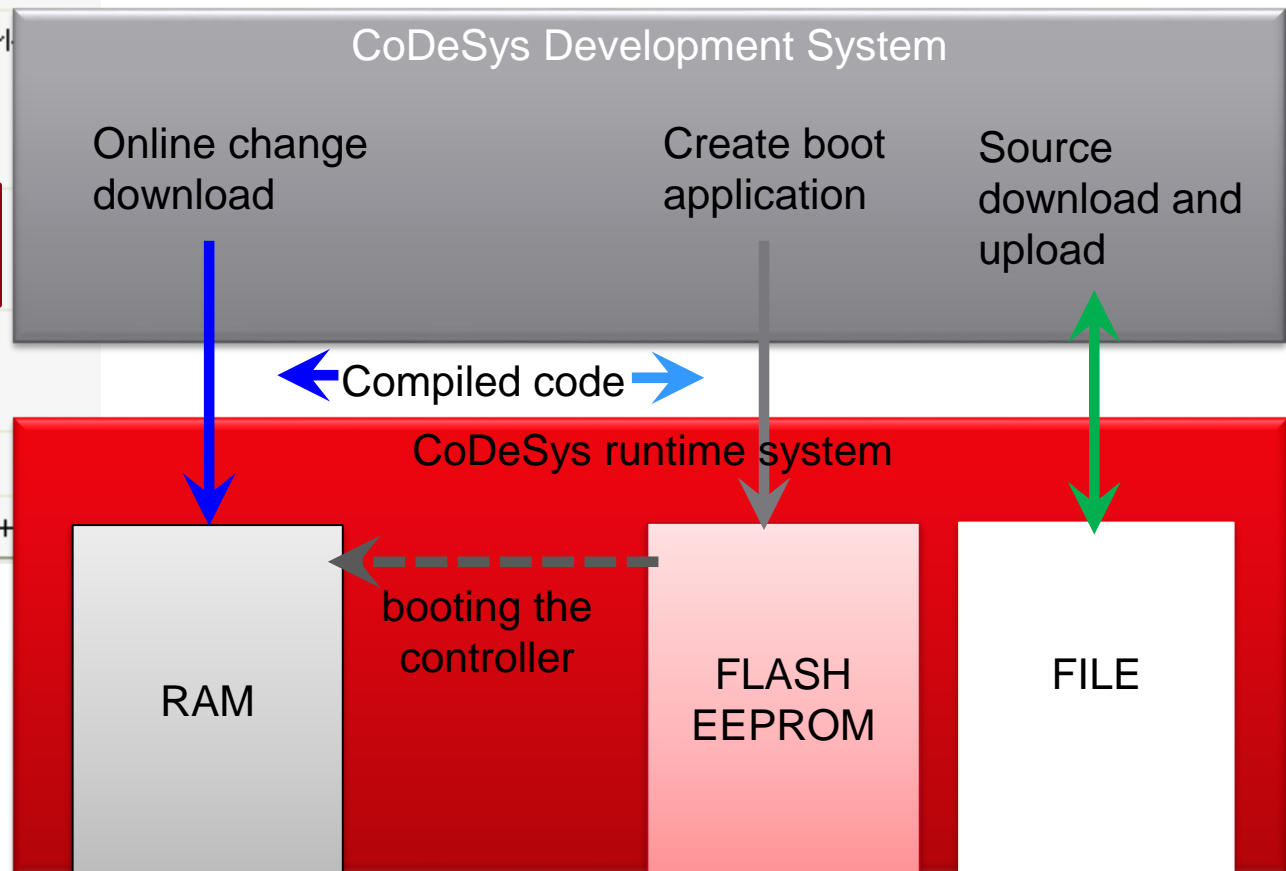 CoDeSys Development System
Online change
download
Create boot
application
Source
download and
upload
Compiled code
CoDeSys runtime system
booting the
controller
RAM
FLASH
EEPROM
FILE